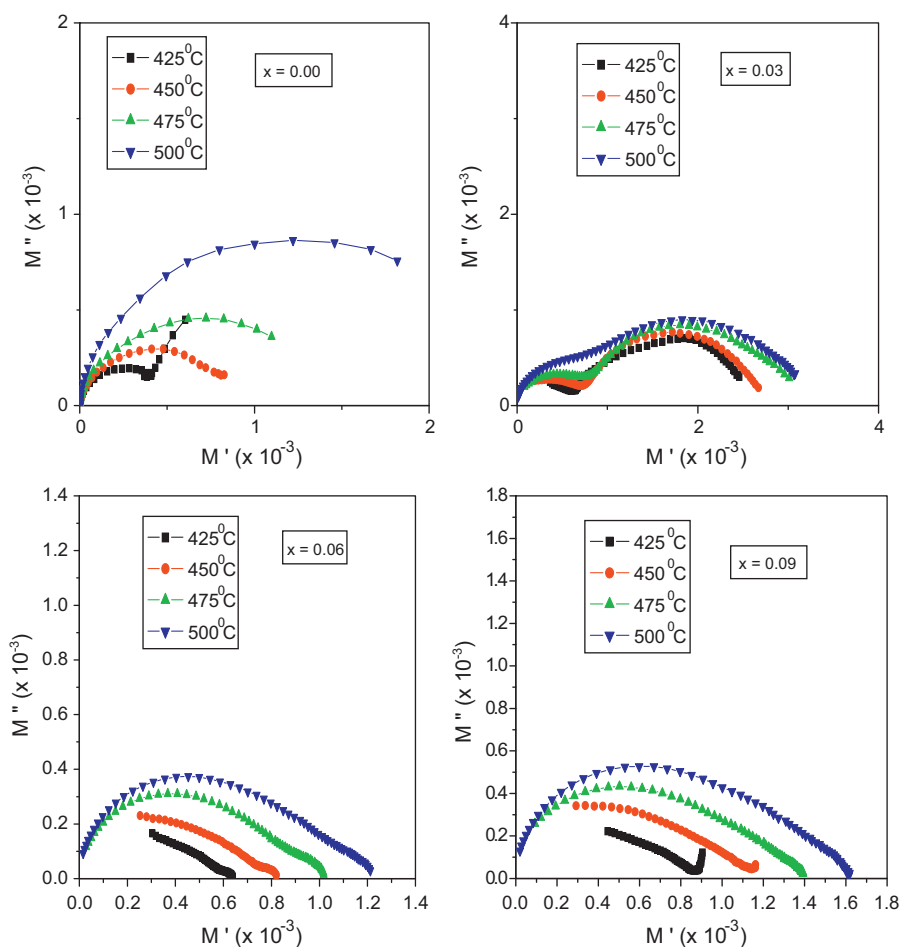 2
1
0
0
1
2
M '' (x 10⁻³)
M ' (x 10⁻³)
425⁰C
450⁰C
475⁰C
500⁰C
x = 0.00
4
2
0
0
2
4
M '' (x 10⁻³)
M ' (x 10⁻³)
425⁰C
450⁰C
475⁰C
500⁰C
x = 0.03
1.4
1.2
1.0
0.8
0.6
0.4
0.2
0.0
0.0 0.2 0.4 0.6 0.8 1.0 1.2 1.4
M '' (x 10⁻³)
M ' (x 10⁻³)
425⁰C
450⁰C
475⁰C
500⁰C
x = 0.06
1.8
1.6
1.4
1.2
1.0
0.8
0.6
0.4
0.2
0.0
0.0 0.2 0.4 0.6 0.8 1.0 1.2 1.4 1.6 1.8
M '' (x 10⁻³)
M ' (x 10⁻³)
425⁰C
450⁰C
475⁰C
500⁰C
x = 0.09